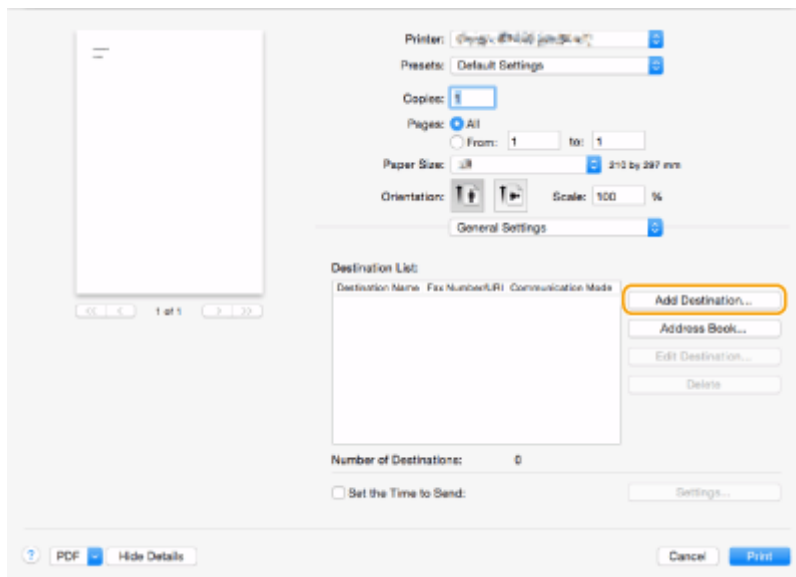 Printer:
Presets: Default Settings
Copies: 1
Pages: All
From: 1 to: 1
Paper Size: 210 by 297 mm
Orientation: Scale: 100 %
General Settings
Destination List:
Destination Name Fax Number/URI Communication Mode
Add Destination...
Address Book...
Edit Destination...
Delete
<< < 1 of 1 > >>
Number of Destinations: 0
Set the Time to Send: Settings...
? PDF Hide Details Cancel Print